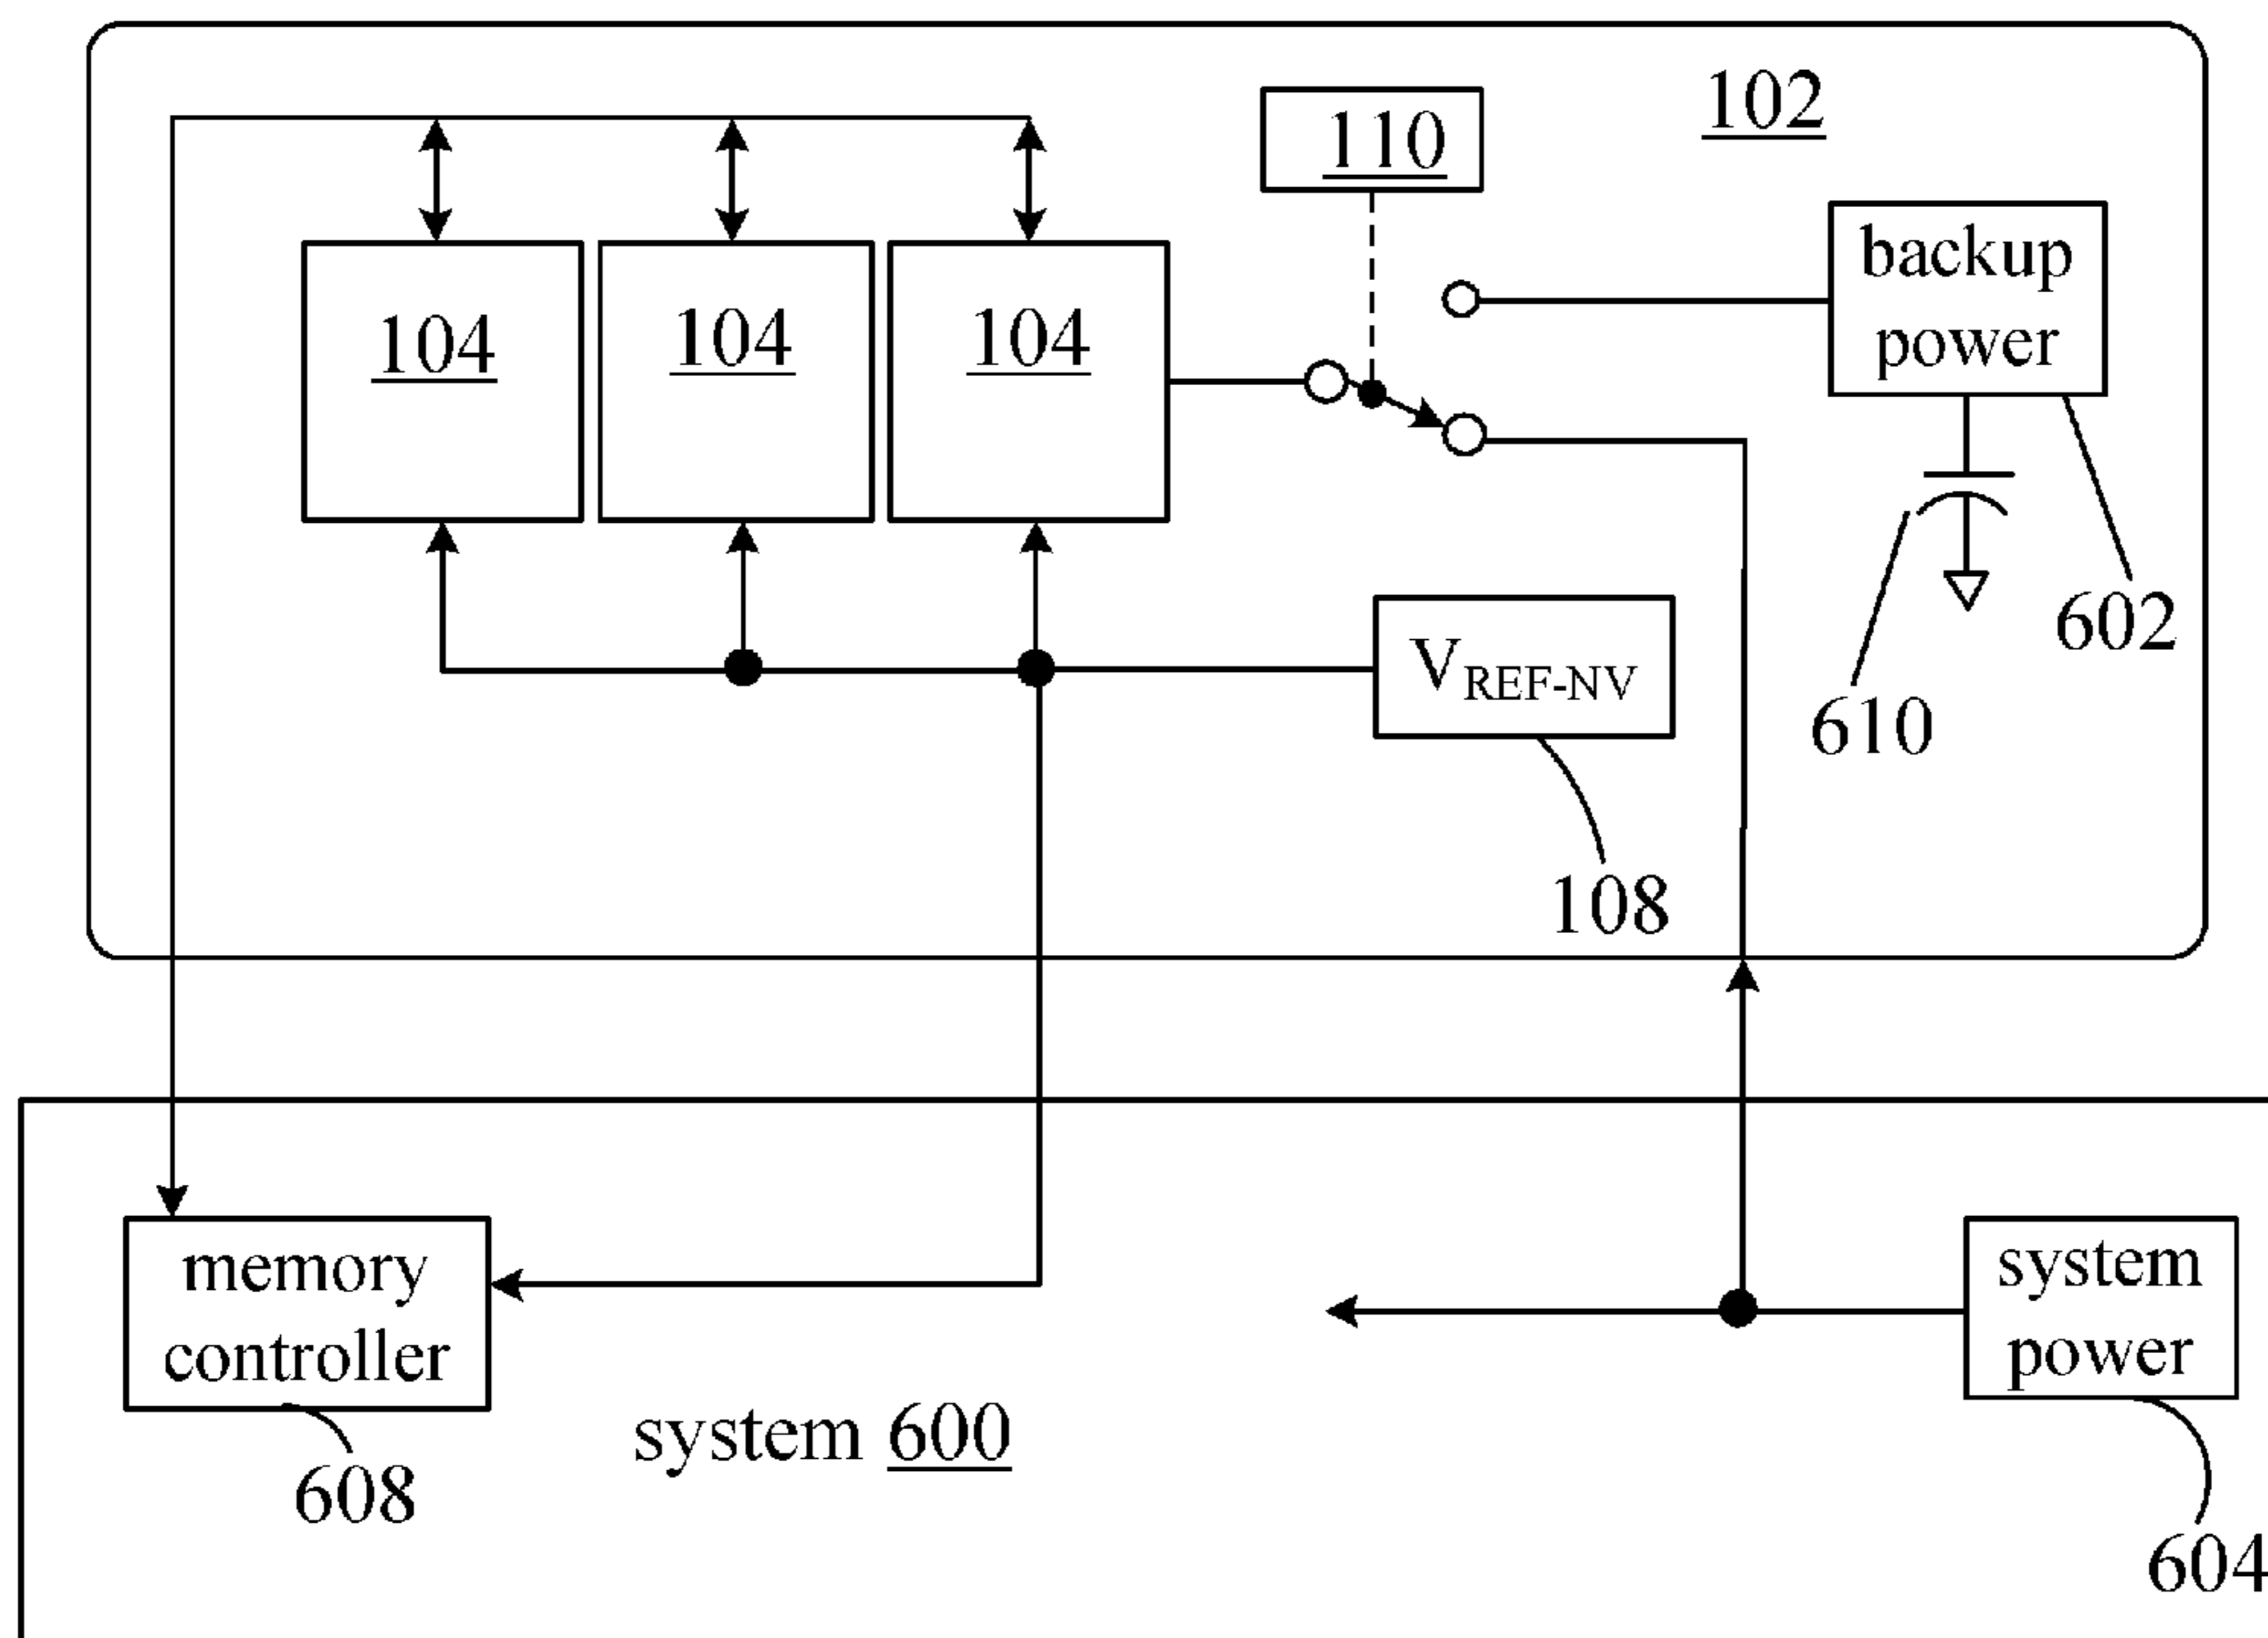 102
110
backup
power
104
104
104
602
V_REF-NV
610
108
memory
controller
system
power
system 600
608
604